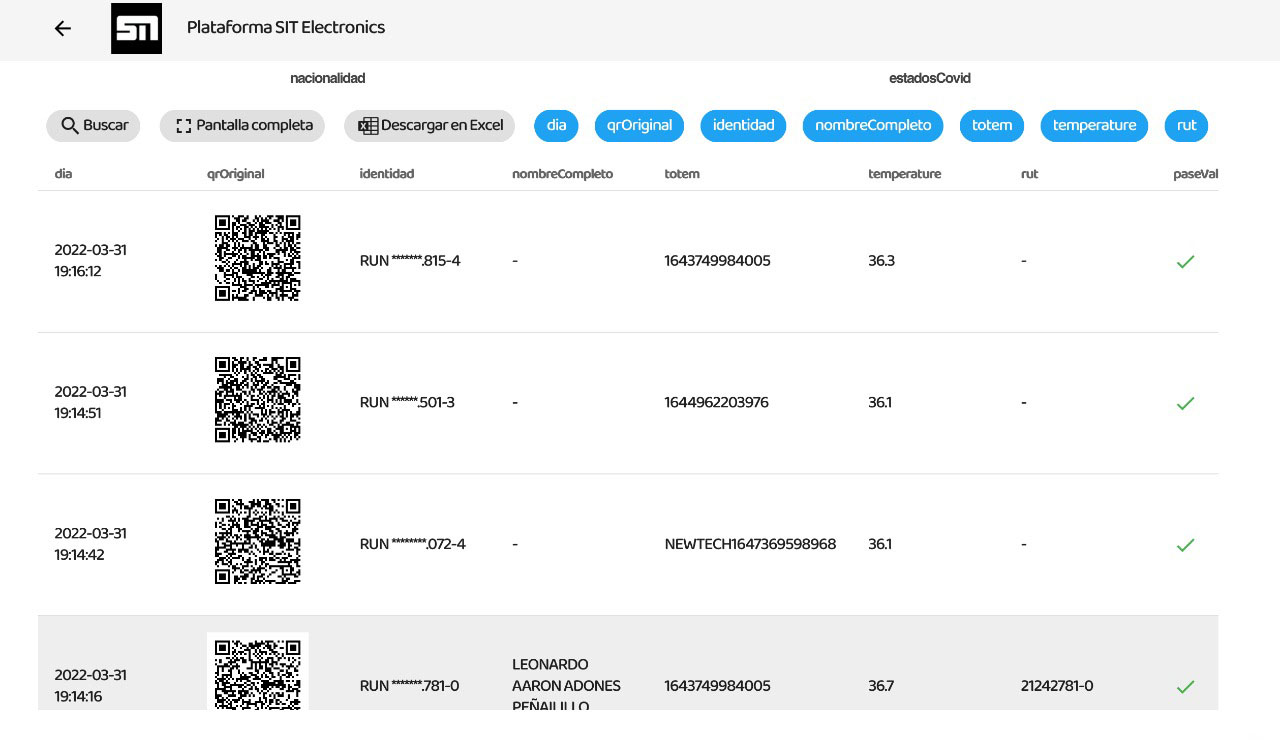 Plataforma SIT Electronics
nacionalidad estadosCovid
Buscar Pantalla completa Descargar en Excel dia qrOriginal identidad nombreCompleto totem temperature rut
dia qrOriginal identidad nombreCompleto totem temperature rut paseVal
2022-03-31
19:16:12 RUN *******.815-4 - 1643749984005 36.3 -
2022-03-31
19:14:51 RUN ******.501-3 - 1644962203976 36.1 -
2022-03-31
19:14:42 RUN ********.072-4 - NEWTECH1647369598968 36.1 -
LEONARDO
2022-03-31
AARON ADONES
19:14:16 RUN *******.781-0 1643749984005 36.7 21242781-0